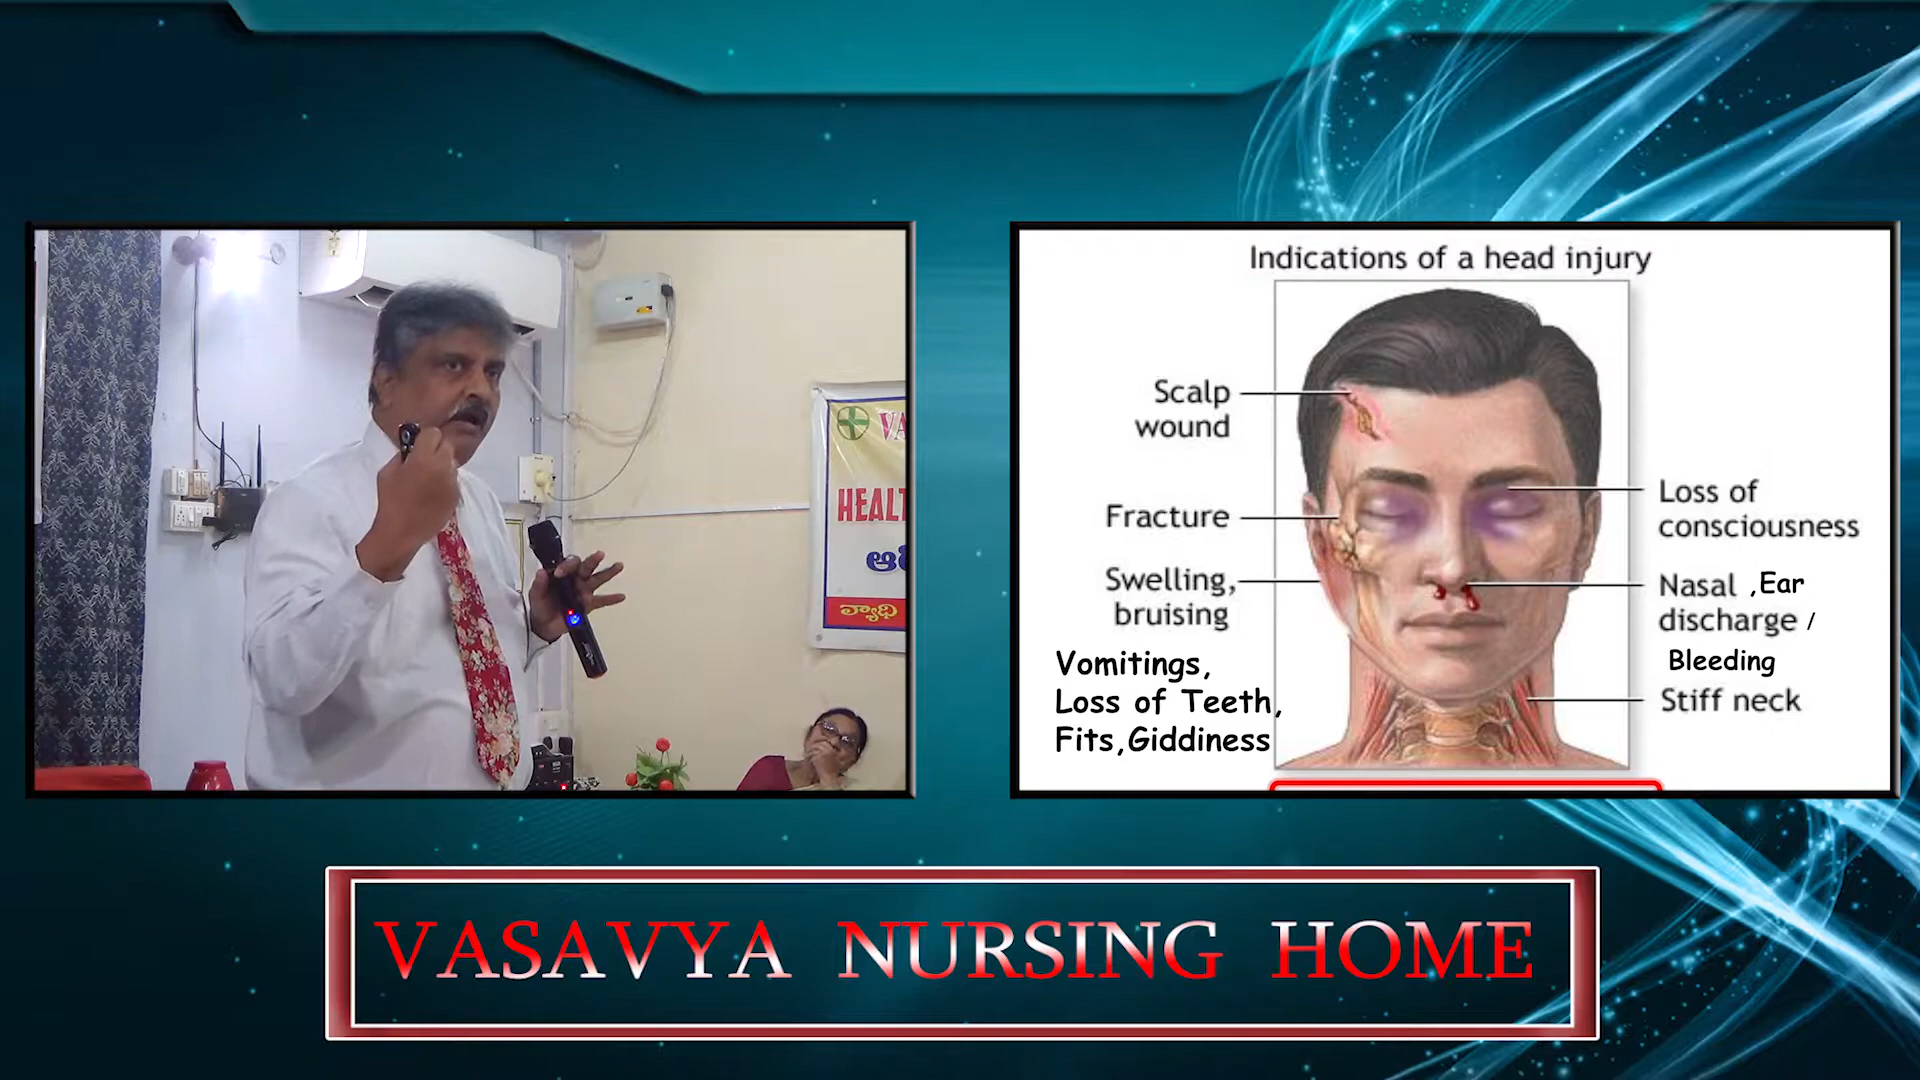 HEALT
వ్యాధి
Indications of a head injury
Scalp
wound
Fracture
Swelling,
bruising
Vomitings,
Loss of Teeth,
Fits,Giddiness
Loss of
consciousness
Nasal ,Ear
discharge /
Bleeding
Stiff neck
VASAVYA NURSING HOME